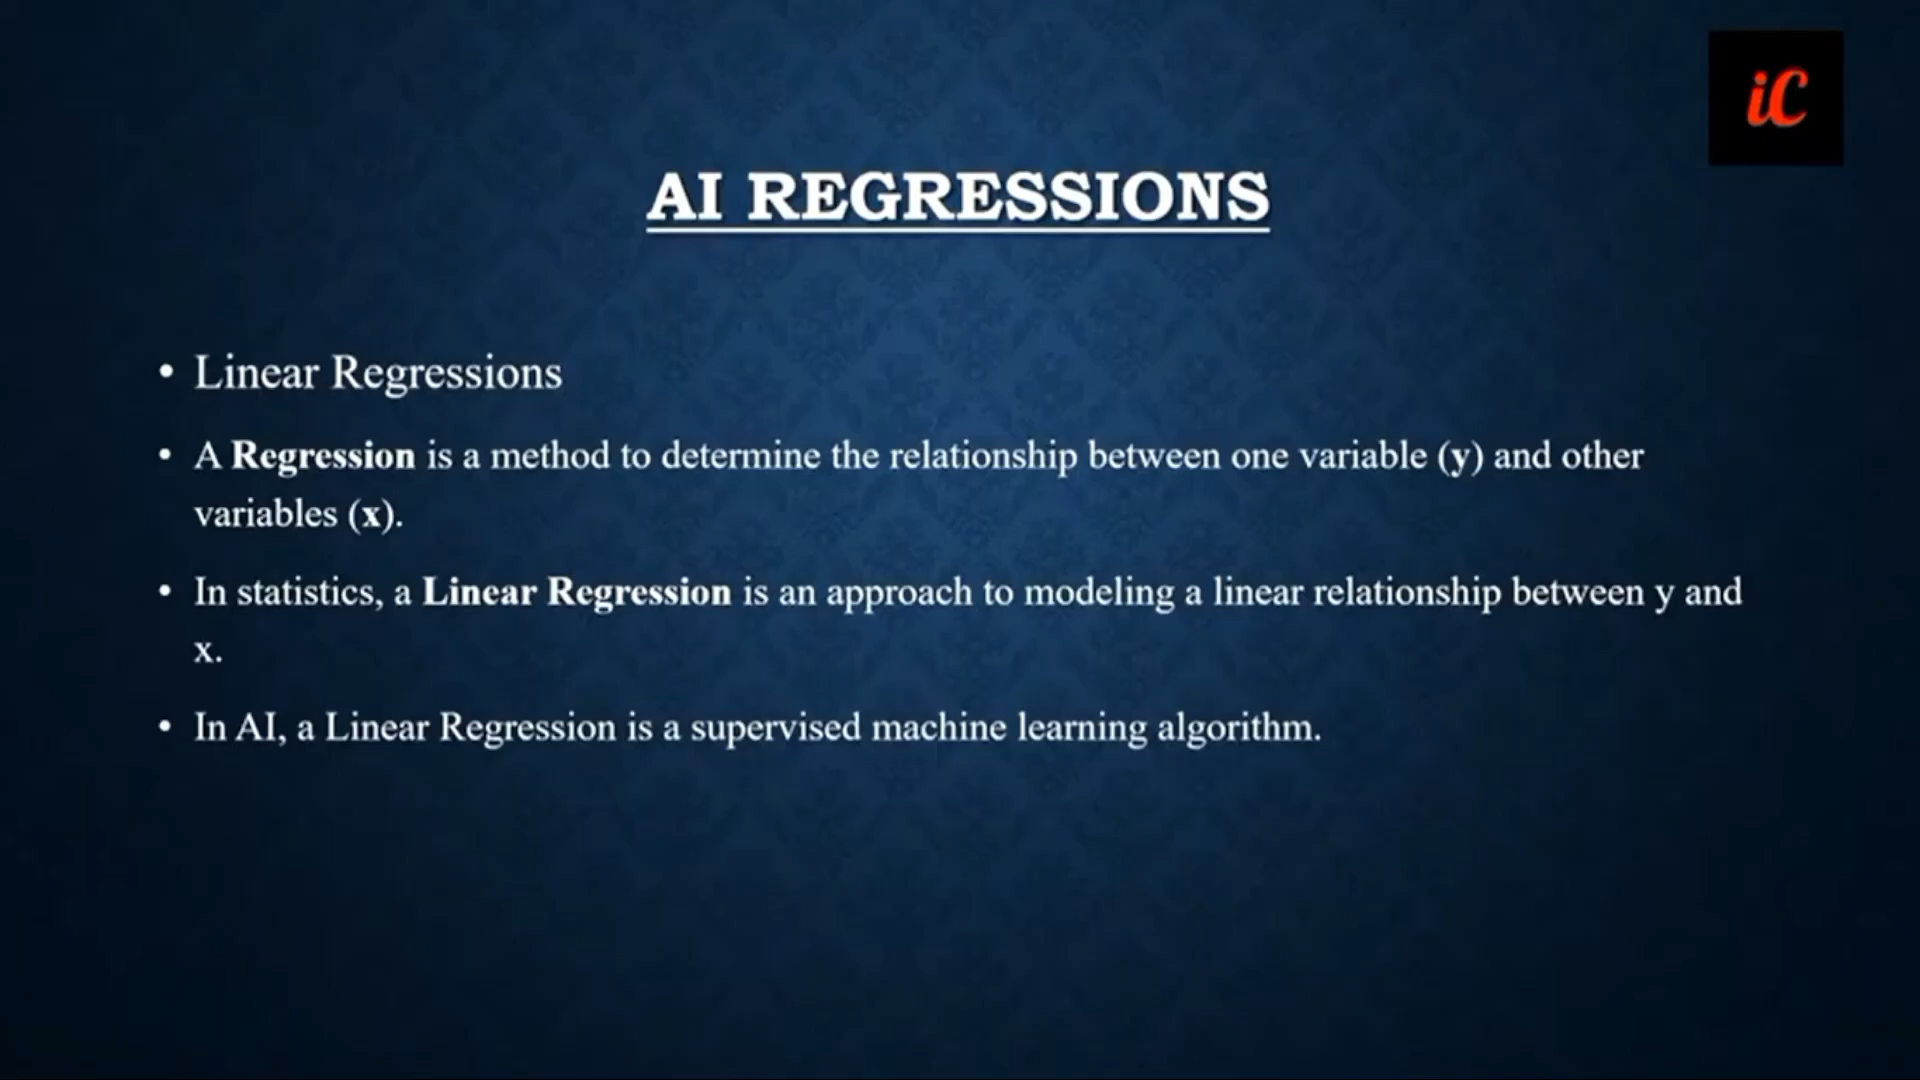 iC
AI REGRESSIONS
• Linear Regressions
• A Regression is a method to determine the relationship between one variable (y) and other
variables (x).
• In statistics, a Linear Regression is an approach to modeling a linear relationship between y and
x.
• In AI, a Linear Regression is a supervised machine learning algorithm.